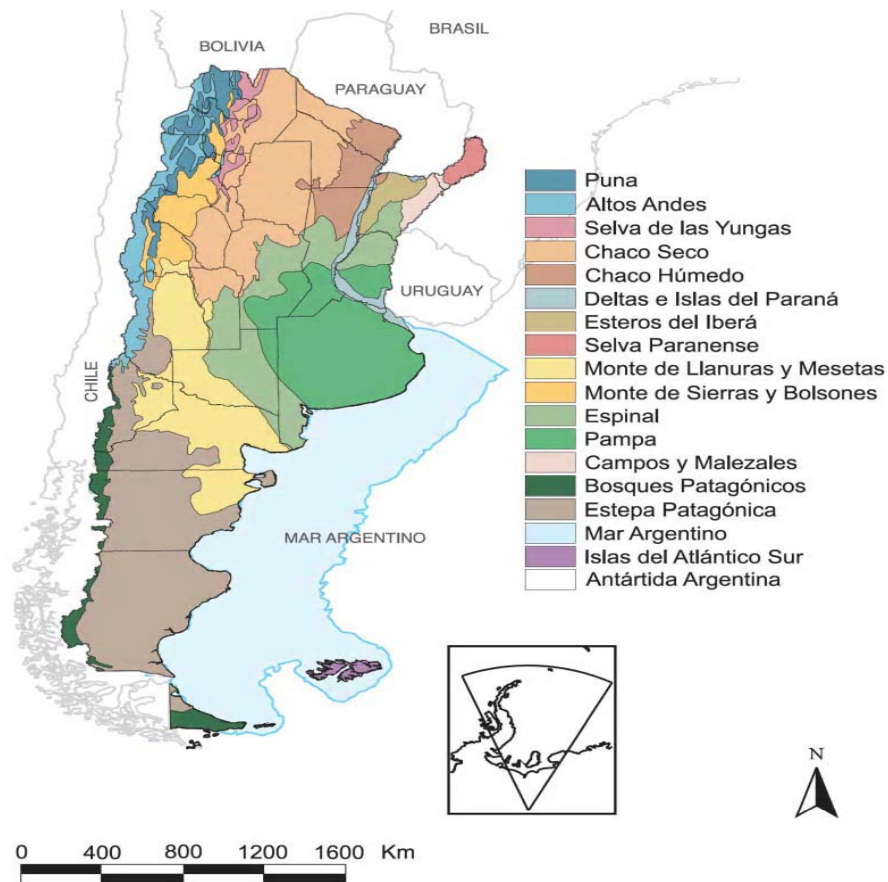 BRASIL
BOLIVIA
PARAGUAY
Puna
Altos Andes
Selva de las Yungas
Chaco Seco
Chaco Húmedo
Deltas e Islas del Paraná
Esteros del Iberá
Selva Paranense
Monte de Llanuras y Mesetas
Monte de Sierras y Bolsones
Espinal
Pampa
Campos y Malezales
Bosques Patagónicos
Estepa Patagónica
Mar Argentino
Islas del Atlántico Sur
Antártida Argentina
URUGUAY
CHILE
MAR ARGENTINO
N
0 400 800 1200 1600 Km